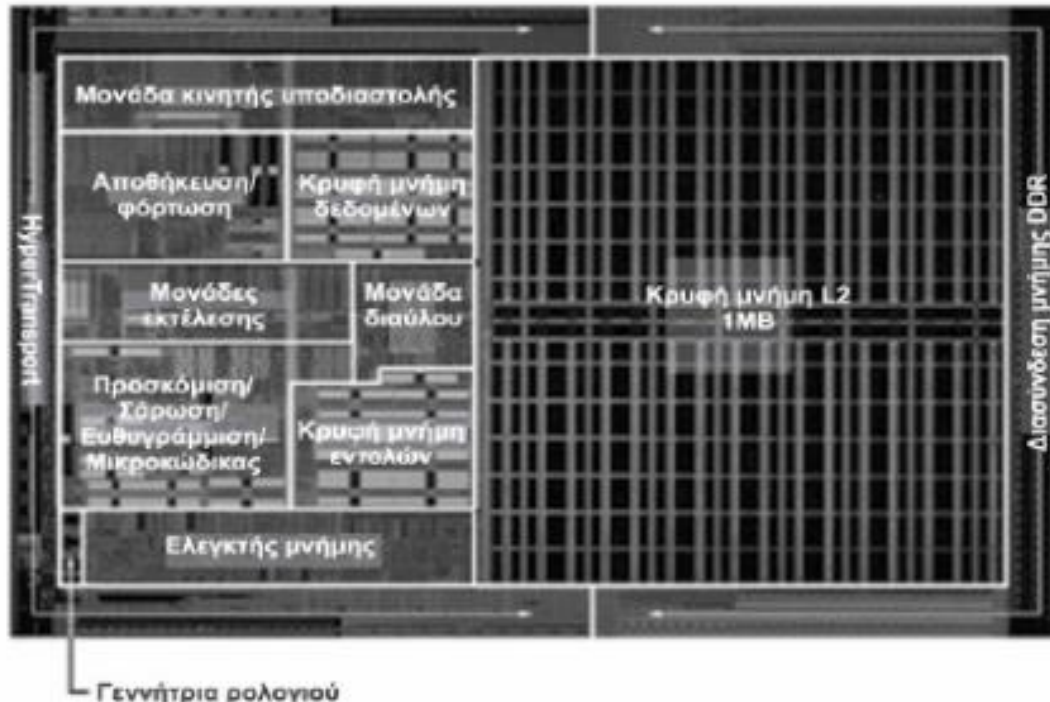 Μονάδα κινητής υποδιαστολής
Αποθήκευση/
φόρτωση
Κρυφή μνήμη
δεδομένων
HyperTransport
Μονάδες
εκτέλεσης
Μονάδα
διαύλου
Κρυφή μνήμη L2
1MB
Διασύνδεση μνήμης DDR
Προσκόμιση/
Σάρωση/
Ευθυγράμμιση/
Μικροκώδικας
Κρυφή μνήμη
εντολών
Ελεγκτής μνήμης
Γεννήτρια ρολογιού